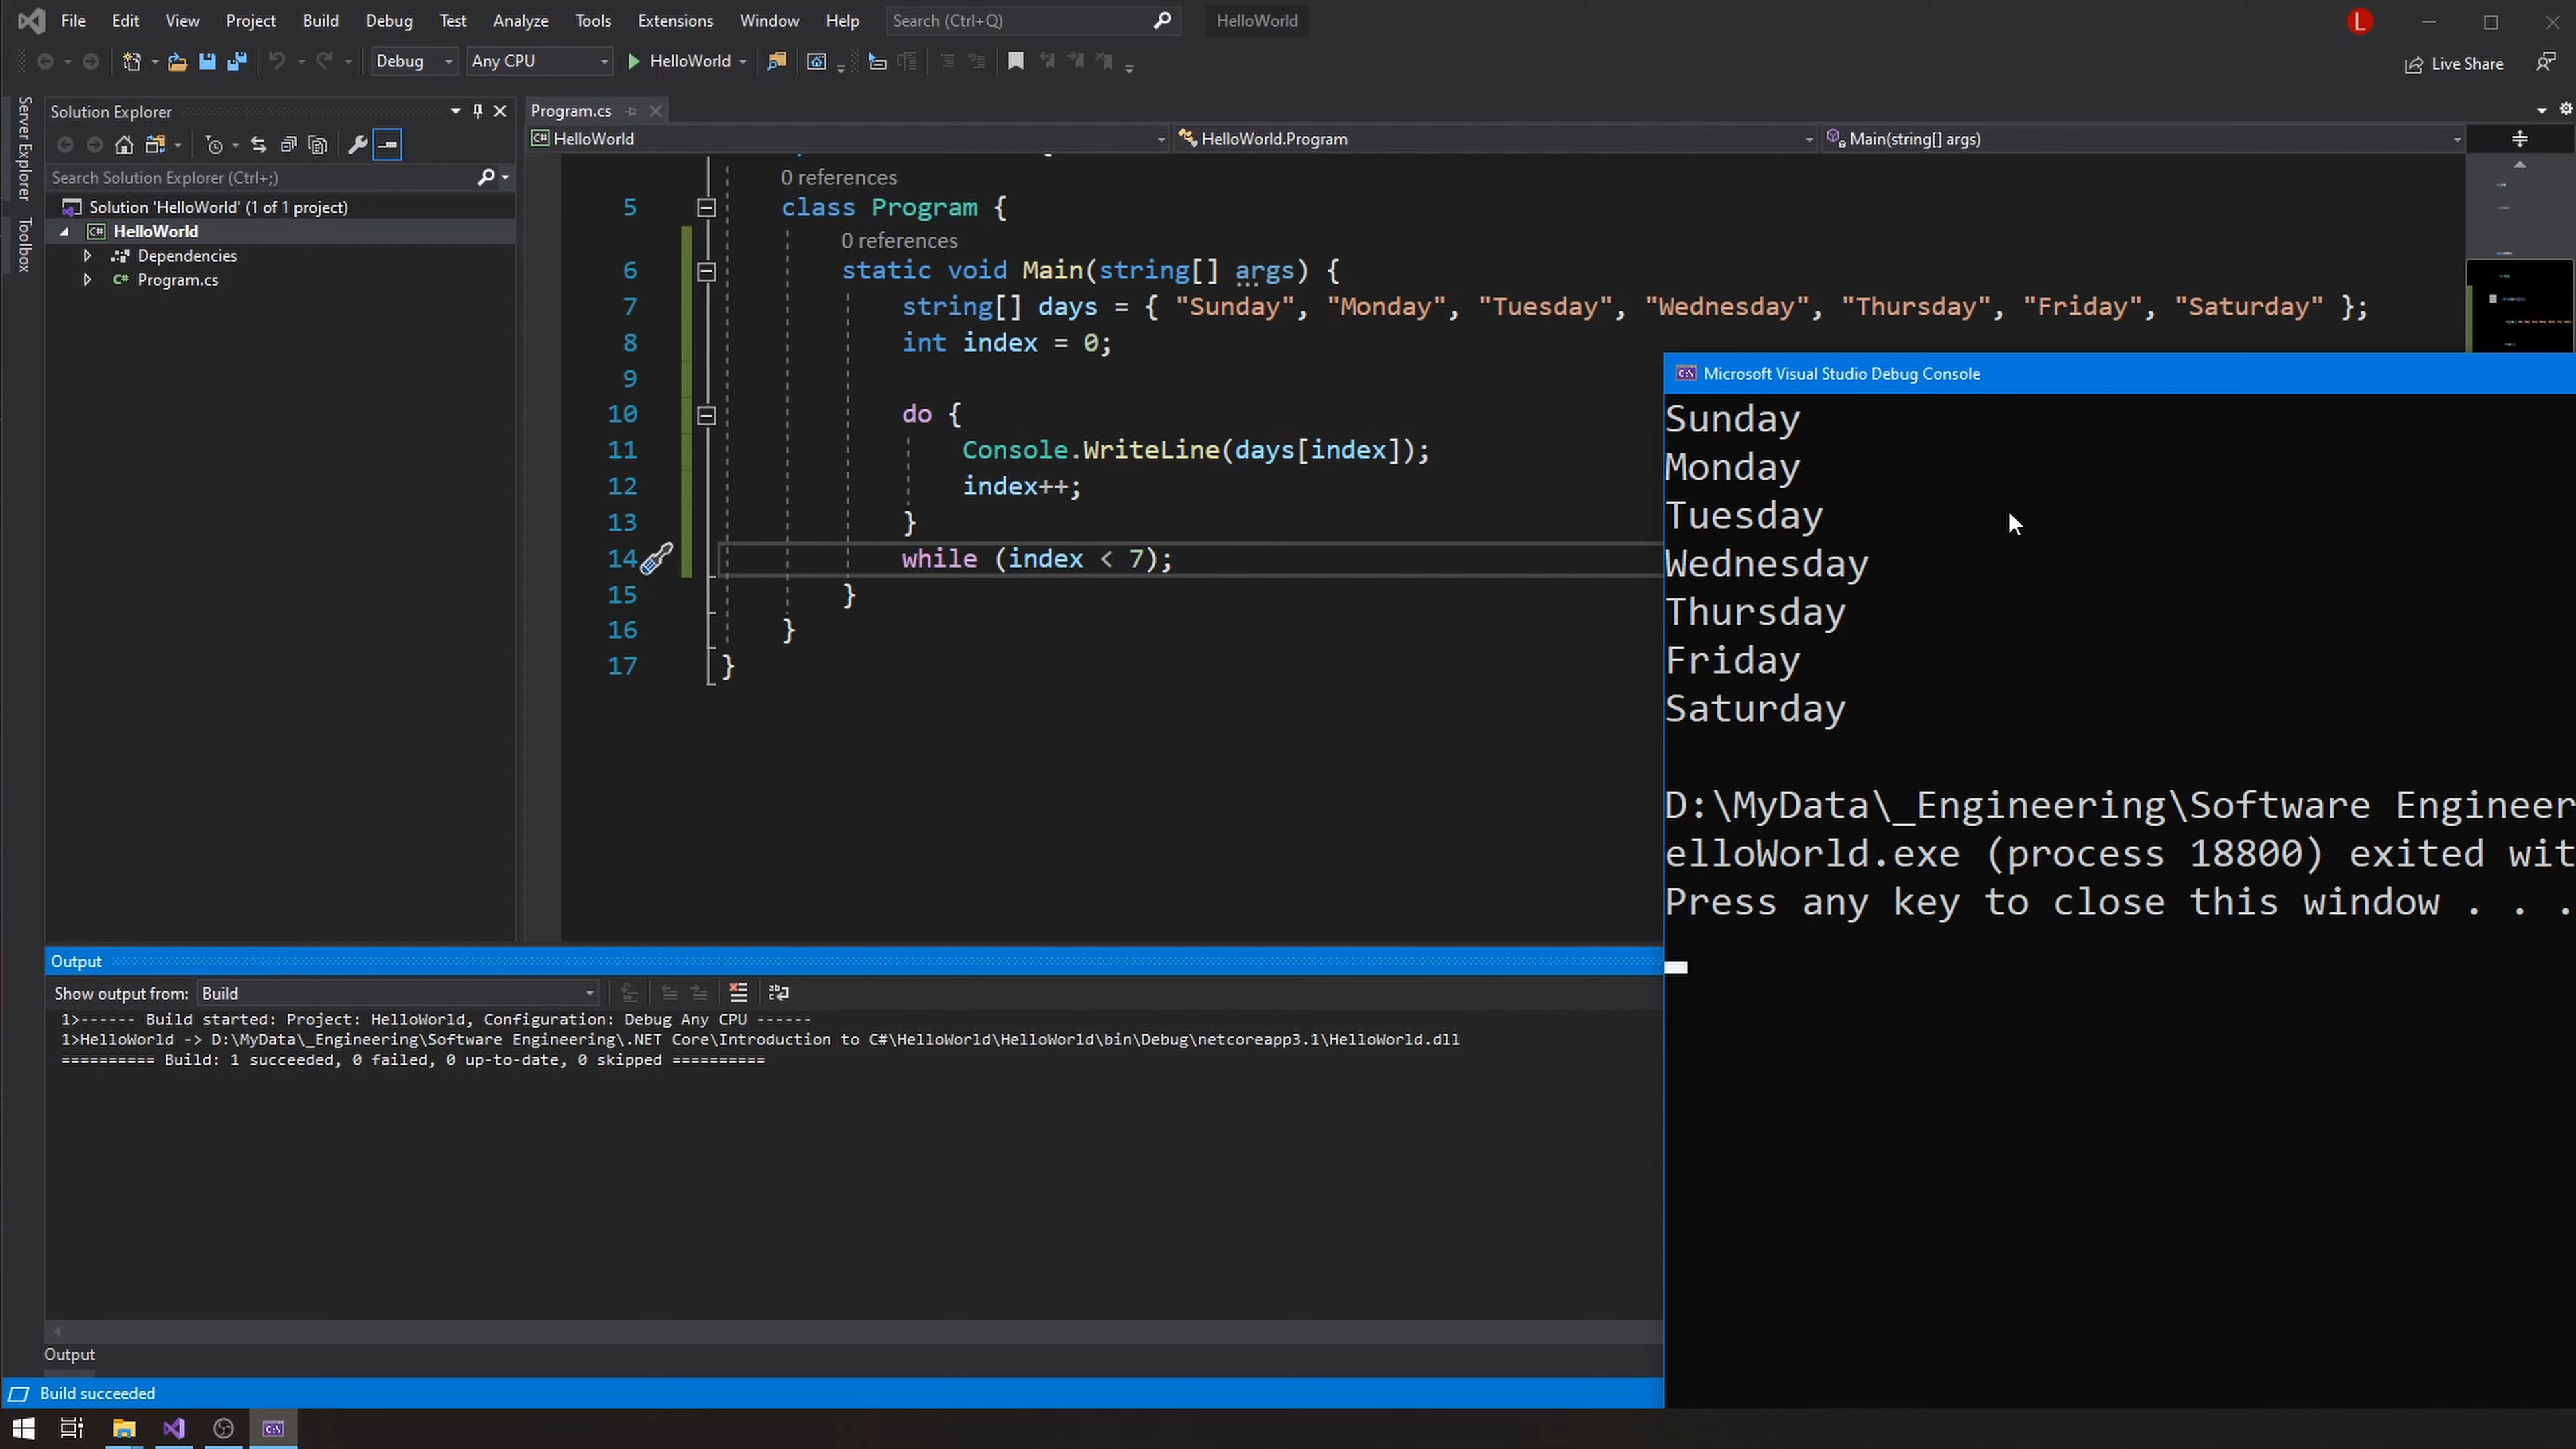 File Edit View Project Build Debug Test Analyze Tools Extensions Window Help Search (Ctrl+Q) HelloWorld L
Debug Any CPU HelloWorld Live Share
Server Explorer
Toolbox
Solution Explorer
Search Solution Explorer (Ctrl+;)
Solution 'HelloWorld' (1 of 1 project)
C# HelloWorld
Dependencies
C# Program.cs
Program.cs
C# HelloWorld HelloWorld.Program Main(string[] args)
0 references
5 class Program {
0 references
6 static void Main(string[] args) {
7 string[] days = { "Sunday", "Monday", "Tuesday", "Wednesday", "Thursday", "Friday", "Saturday" };
8 int index = 0;
9
10 do {
11 Console.WriteLine(days[index]);
12 index++;
13 }
14 while (index < 7);
15 }
16 }
17 }
Microsoft Visual Studio Debug Console
Sunday
Monday
Tuesday
Wednesday
Thursday
Friday
Saturday
D:\MyData\_Engineering\Software Engineer
elloWorld.exe (process 18800) exited wit
Press any key to close this window . . .
Output
Show output from: Build
1>------ Build started: Project: HelloWorld, Configuration: Debug Any CPU ------
1>HelloWorld -> D:\MyData\_Engineering\Software Engineering\.NET Core\Introduction to C#\HelloWorld\HelloWorld\bin\Debug\netcoreapp3.1\HelloWorld.dll
========== Build: 1 succeeded, 0 failed, 0 up-to-date, 0 skipped ==========
Output
Build succeeded